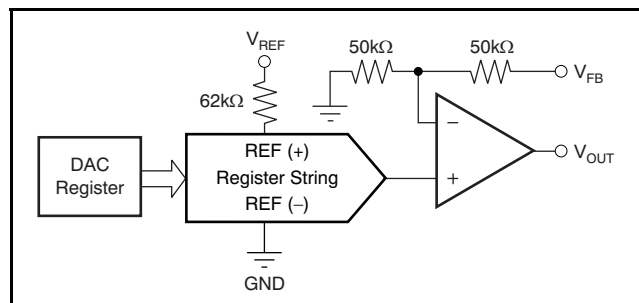 V_REF
62kΩ
50kΩ 50kΩ
V_FB
DAC
Register
REF (+)
Register String
REF (−)
−
+
V_OUT
GND